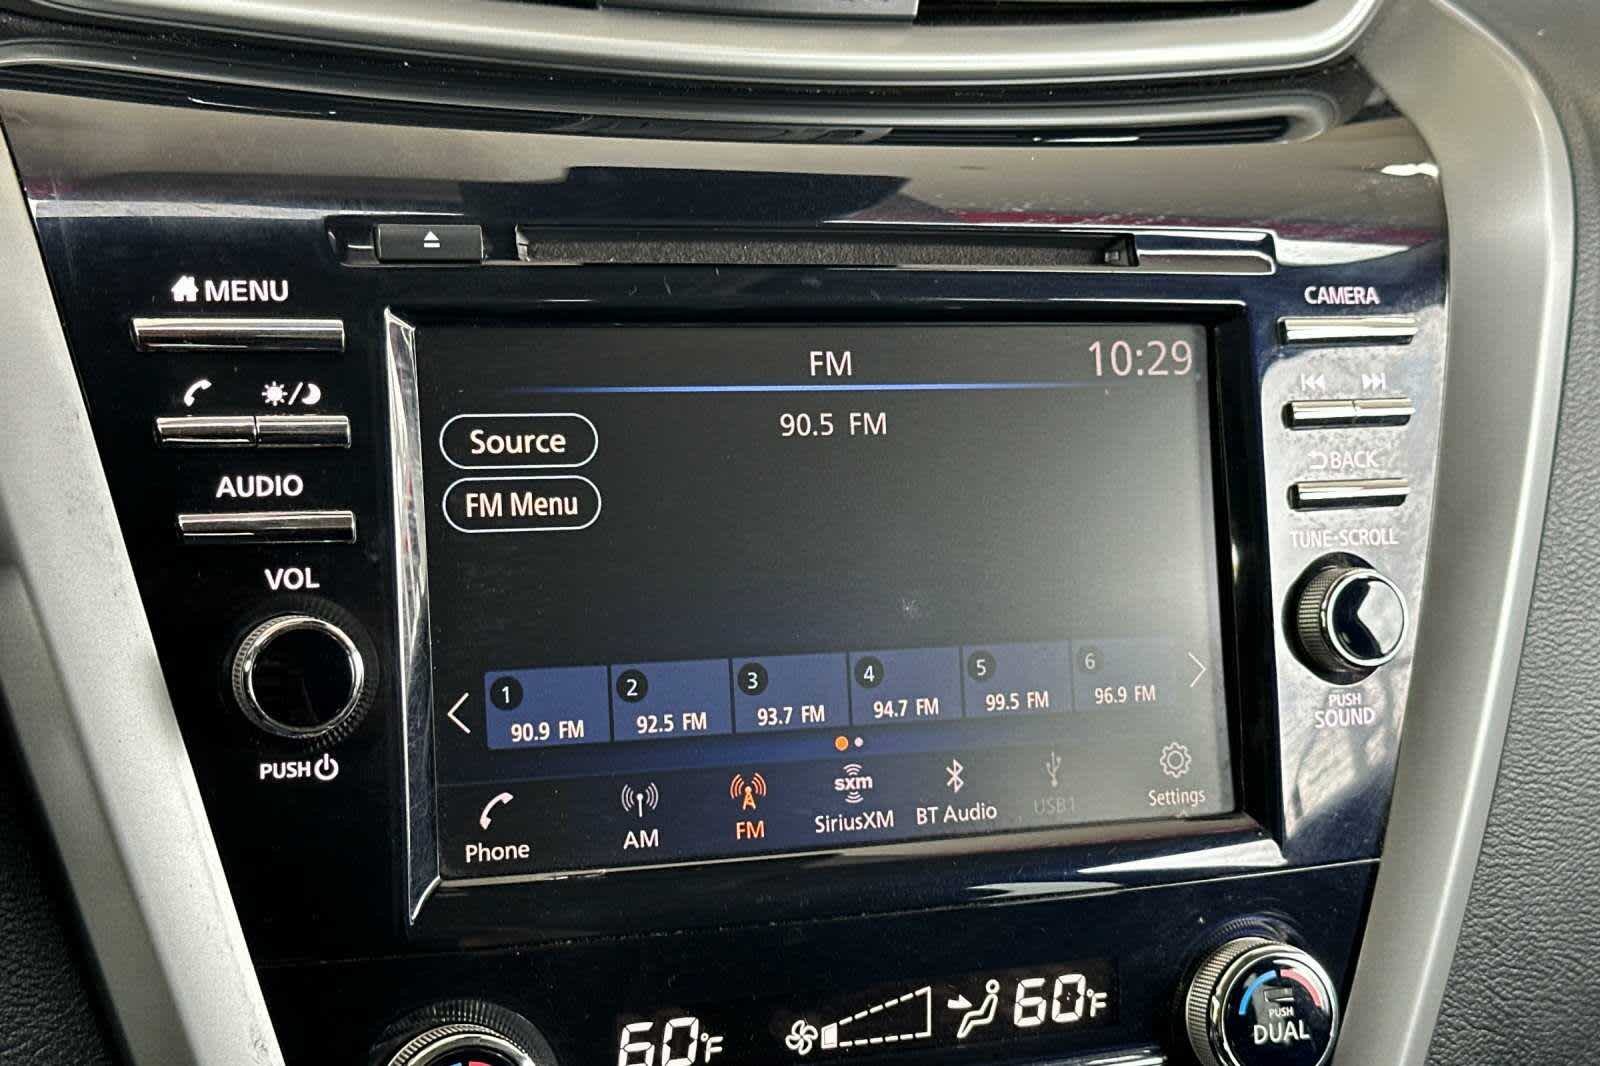 MENU
CAMERA
FM
10:29
90.5 FM
Source
FM Menu
BACK
AUDIO
TUNE·SCROLL
VOL
1
90.9 FM
2
92.5 FM
3
93.7 FM
4
94.7 FM
5
99.5 FM
6
96.9 FM
PUSH
SOUND
PUSH
Phone
AM
FM
sxm
SiriusXM
BT Audio
USB1
Settings
60°F
60°F
PUSH
DUAL